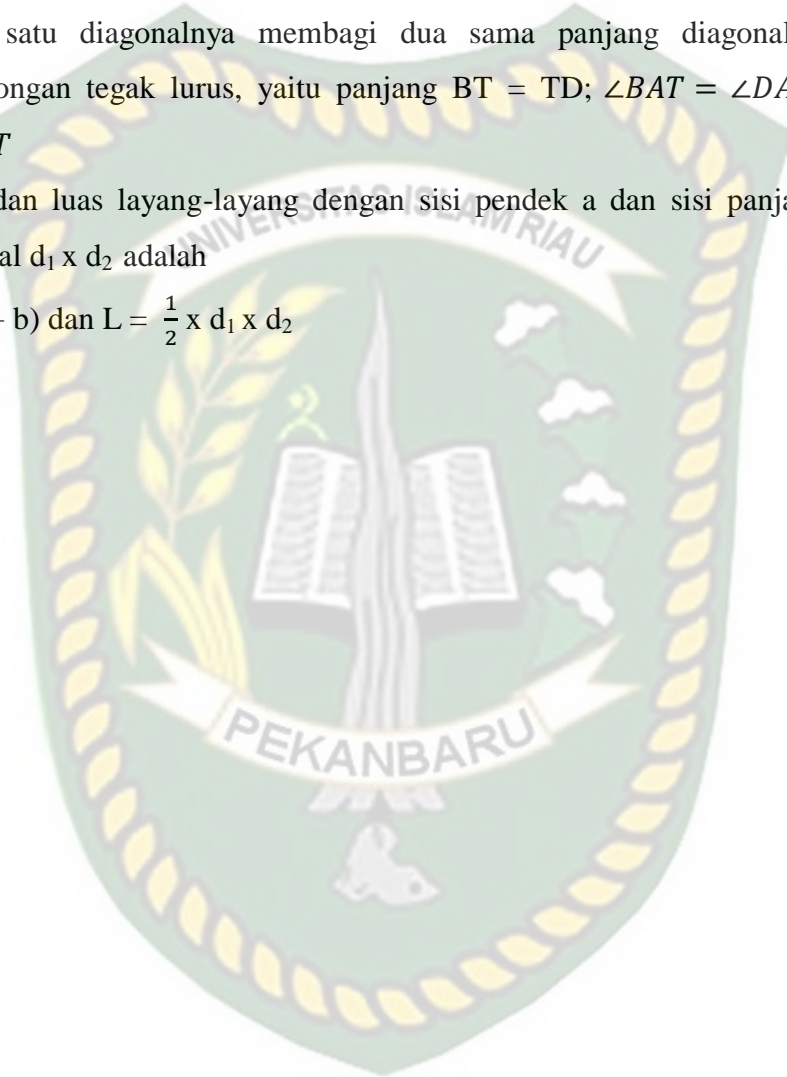 satu diagonalnya membagi dua sama panjang diagonal
ongan tegak lurus, yaitu panjang BT = TD; ∠BAT = ∠DA
T
dan luas layang-layang dengan sisi pendek a dan sisi panja
al d₁ x d₂ adalah
b) dan L = 1/2 x d₁ x d₂
UNIVERSITAS ISLAM RIAU
PEKANBARU